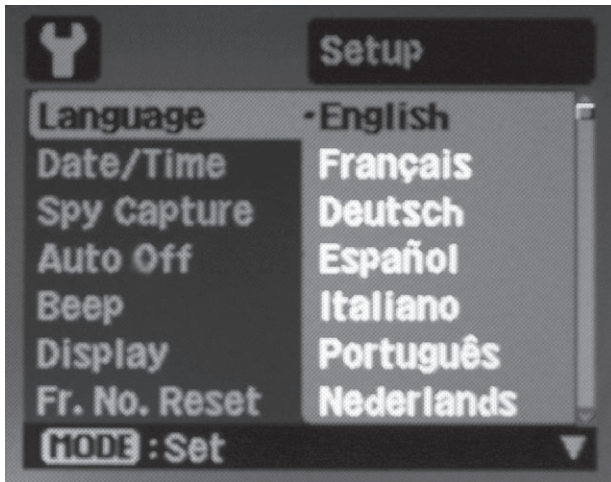 Setup
Language
·English
Date/Time
Français
Spy Capture
Deutsch
Auto Off
Español
Beep
Italiano
Display
Português
Fr. No. Reset
Nederlands
MODE :Set